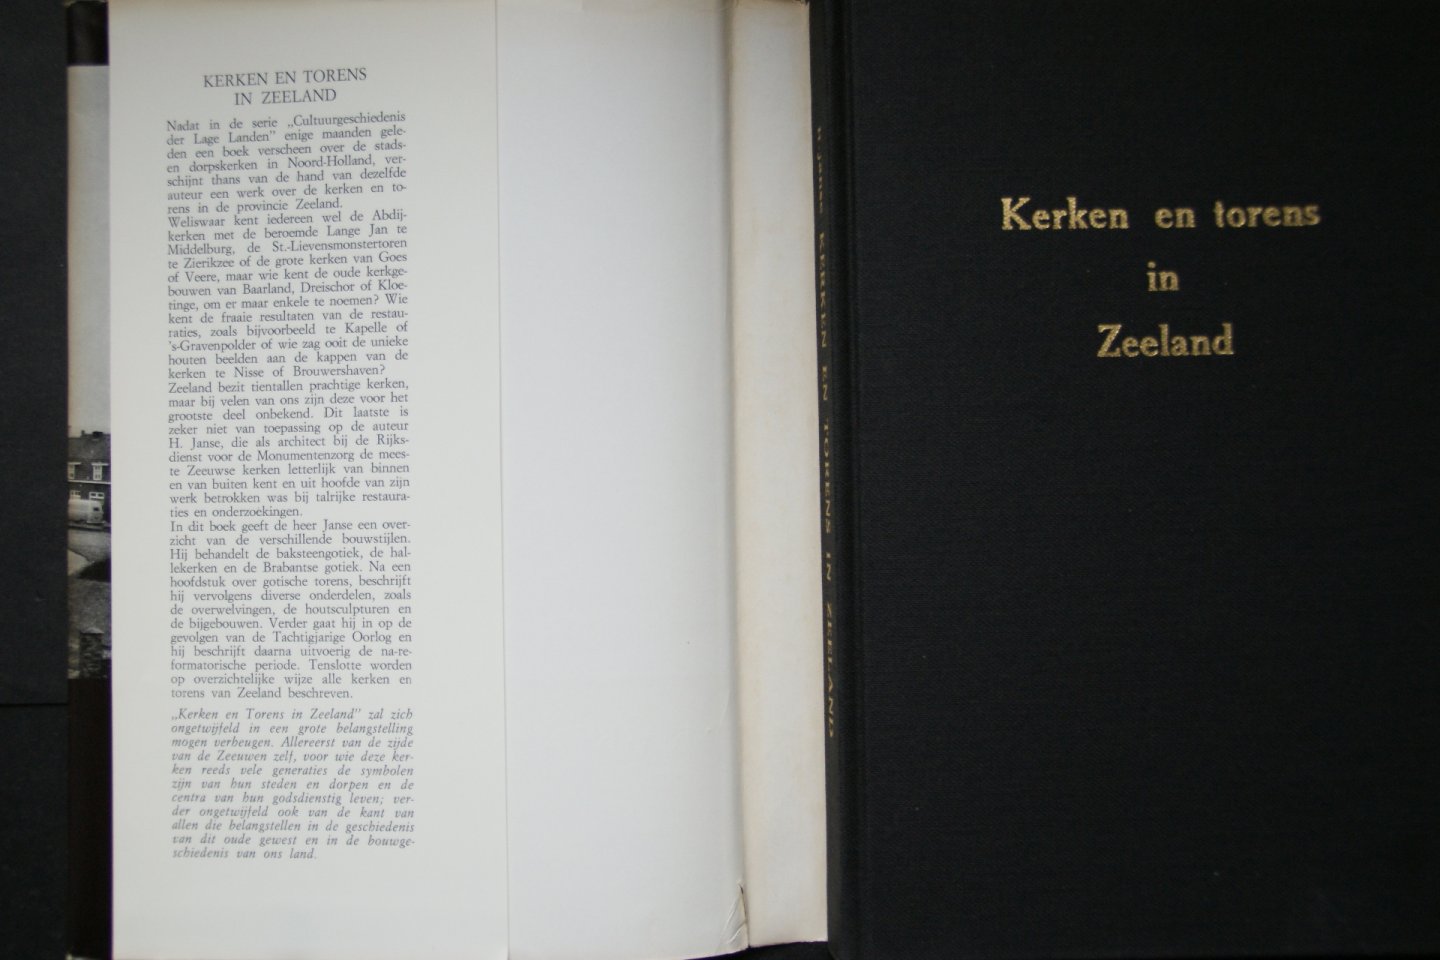 KERKEN EN TORENS
IN ZEELAND
Nadat in de serie „Cultuurgeschiedenis
der Lage Landen” enige maanden gele-
den een boek verscheen over de stads-
en dorpskerken in Noord-Holland, ver-
schijnt thans van de hand van dezelfde
auteur een werk over de kerken en to-
rens in de provincie Zeeland.
Weliswaar kent iedereen wel de Abdij-
kerken met de beroemde Lange Jan te
Middelburg, de St.-Lievensmonstertoren
te Zierikzee of de grote kerken van Goes
of Veere, maar wie kent de oude kerkge-
bouwen van Baarland, Dreischor of Kloe-
tinge, om er maar enkele te noemen? Wie
kent de fraaie resultaten van de restau-
raties, zoals bijvoorbeeld te Kapelle of
's-Gravenpolder of wie zag ooit de unieke
houten beelden aan de kappen van de
kerken te Nisse of Brouwershaven?
Zeeland bezit tientallen prachtige kerken,
maar bij velen van ons zijn deze voor het
grootste deel onbekend. Dit laatste is
zeker niet van toepassing op de auteur
H. Janse, die als architect bij de Rijks-
dienst voor de Monumentenzorg de mees-
te Zeeuwse kerken letterlijk van binnen
en van buiten kent en uit hoofde van zijn
werk betrokken was bij talrijke restaura-
ties en onderzoekingen.
In dit boek geeft de heer Janse een over-
zicht van de verschillende bouwstijlen.
Hij behandelt de baksteengotiek, de hal-
lekerken en de Brabantse gotiek. Na een
hoofdstuk over gotische torens, beschrijft
hij vervolgens diverse onderdelen, zoals
de overwelvingen, de houtsculpturen en
de bijgebouwen. Verder gaat hij in op de
gevolgen van de Tachtigjarige Oorlog en
hij beschrijft daarna uitvoerig de na-re-
formatorische periode. Tenslotte worden
op overzichtelijke wijze alle kerken en
torens van Zeeland beschreven.
„Kerken en Torens in Zeeland” zal zich
ongetwijfeld in een grote belangstelling
mogen verheugen. Allereerst van de zijde
van de Zeeuwen zelf, voor wie deze ker-
ken reeds vele generaties de symbolen
zijn van hun steden en dorpen en de
centra van hun godsdienstig leven; ver-
der ongetwijfeld ook van de kant van
allen die belangstellen in de geschiedenis
van dit oude gewest en in de bouwge-
schiedenis van ons land.
H. Janse KERKEN EN TORENS IN ZEELAND
Kerken en torens
in
Zeeland